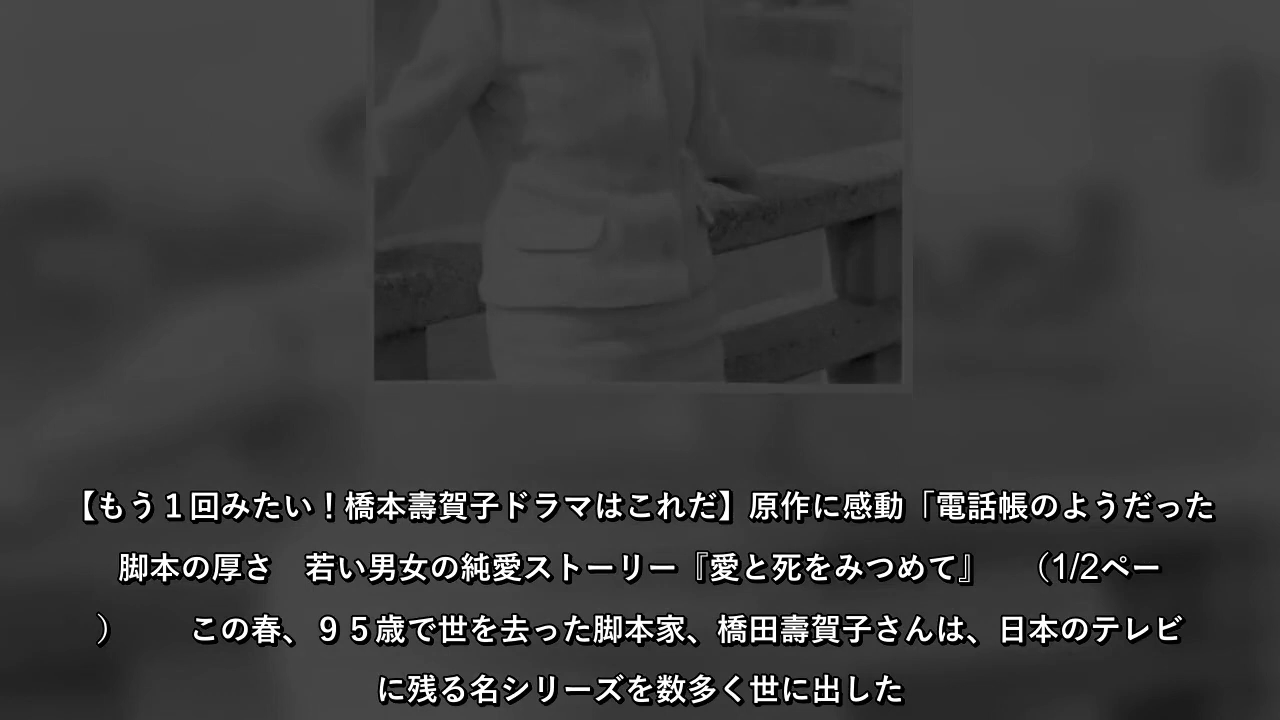 【もう１回みたい！橋本壽賀子ドラマはこれだ】原作に感動「電話帳のようだった
脚本の厚さ　若い男女の純愛ストーリー『愛と死をみつめて』　（1/2ペー
）　　この春、９５歳で世を去った脚本家、橋田壽賀子さんは、日本のテレビ
に残る名シリーズを数多く世に出した